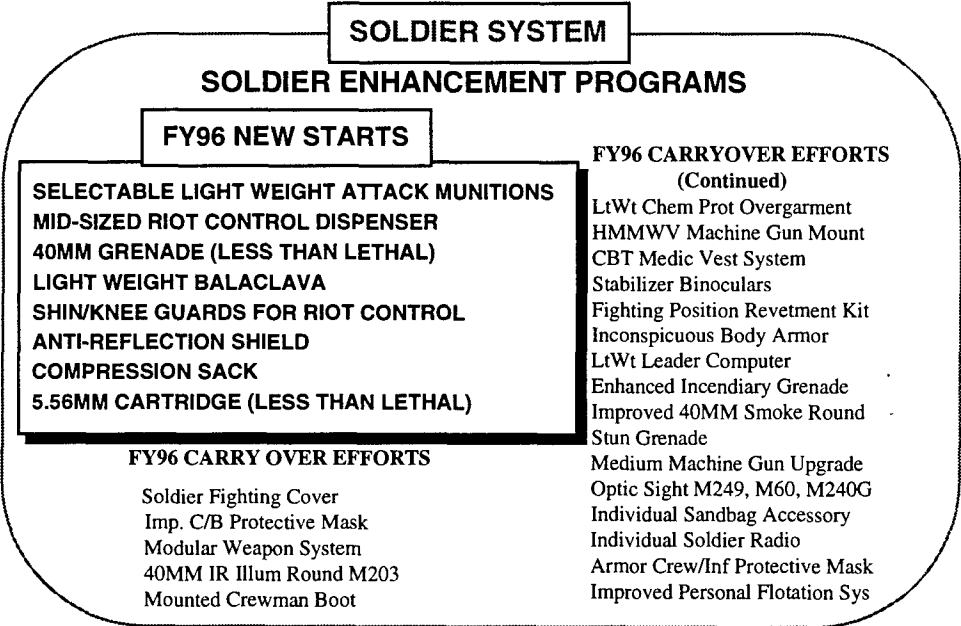 SOLDIER SYSTEM
SOLDIER ENHANCEMENT PROGRAMS
FY96 NEW STARTS
SELECTABLE LIGHT WEIGHT ATTACK MUNITIONS
MID-SIZED RIOT CONTROL DISPENSER
40MM GRENADE (LESS THAN LETHAL)
LIGHT WEIGHT BALACLAVA
SHIN/KNEE GUARDS FOR RIOT CONTROL
ANTI-REFLECTION SHIELD
COMPRESSION SACK
5.56MM CARTRIDGE (LESS THAN LETHAL)
FY96 CARRY OVER EFFORTS
Soldier Fighting Cover
Imp. C/B Protective Mask
Modular Weapon System
40MM IR Illum Round M203
Mounted Crewman Boot
FY96 CARRYOVER EFFORTS
(Continued)
LtWt Chem Prot Overgarment
HMMWV Machine Gun Mount
CBT Medic Vest System
Stabilizer Binoculars
Fighting Position Revetment Kit
Inconspicuous Body Armor
LtWt Leader Computer
Enhanced Incendiary Grenade
Improved 40MM Smoke Round
Stun Grenade
Medium Machine Gun Upgrade
Optic Sight M249, M60, M240G
Individual Sandbag Accessory
Individual Soldier Radio
Armor Crew/Inf Protective Mask
Improved Personal Flotation Sys